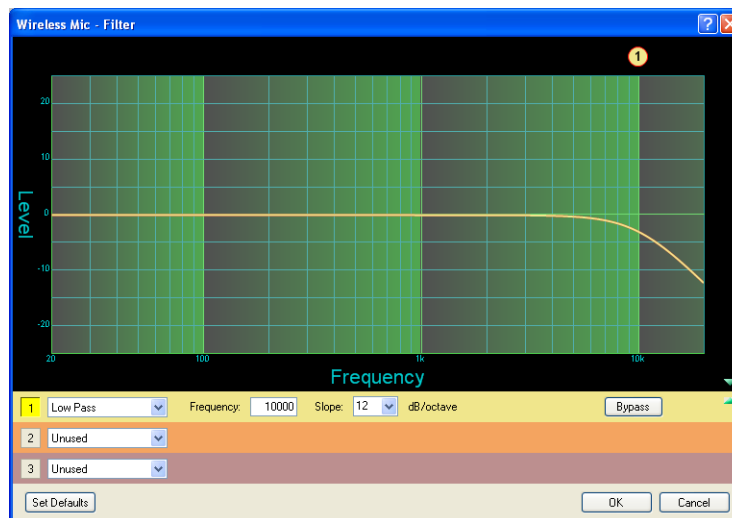 Wireless Mic - Filter
?
1
20
10
0
-10
-20
Level
20 100 1k 10k
Frequency
1 Low Pass Frequency: 10000 Slope: 12 dB/octave Bypass
2 Unused
3 Unused
Set Defaults OK Cancel